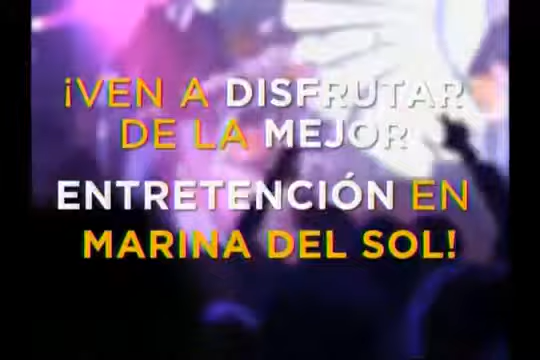 ¡VEN A DISFRUTAR
DE LA MEJOR
ENTRETENCIÓN EN
MARINA DEL SOL!